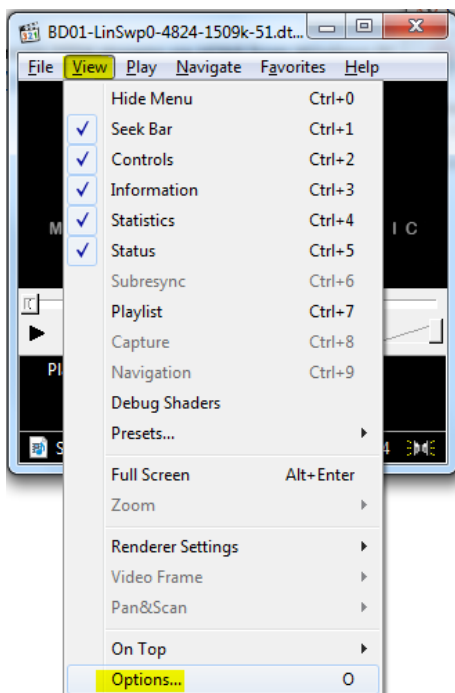 BD01-LinSwp0-4824-1509k-51.dt...
File View Play Navigate Favorites Help
Hide Menu Ctrl+0
Seek Bar Ctrl+1
Controls Ctrl+2
Information Ctrl+3
Statistics Ctrl+4
Status Ctrl+5
Subresync Ctrl+6
Playlist Ctrl+7
Capture Ctrl+8
Navigation Ctrl+9
Debug Shaders
Presets...
Full Screen Alt+Enter
Zoom
Renderer Settings
Video Frame
Pan&Scan
On Top
Options... O